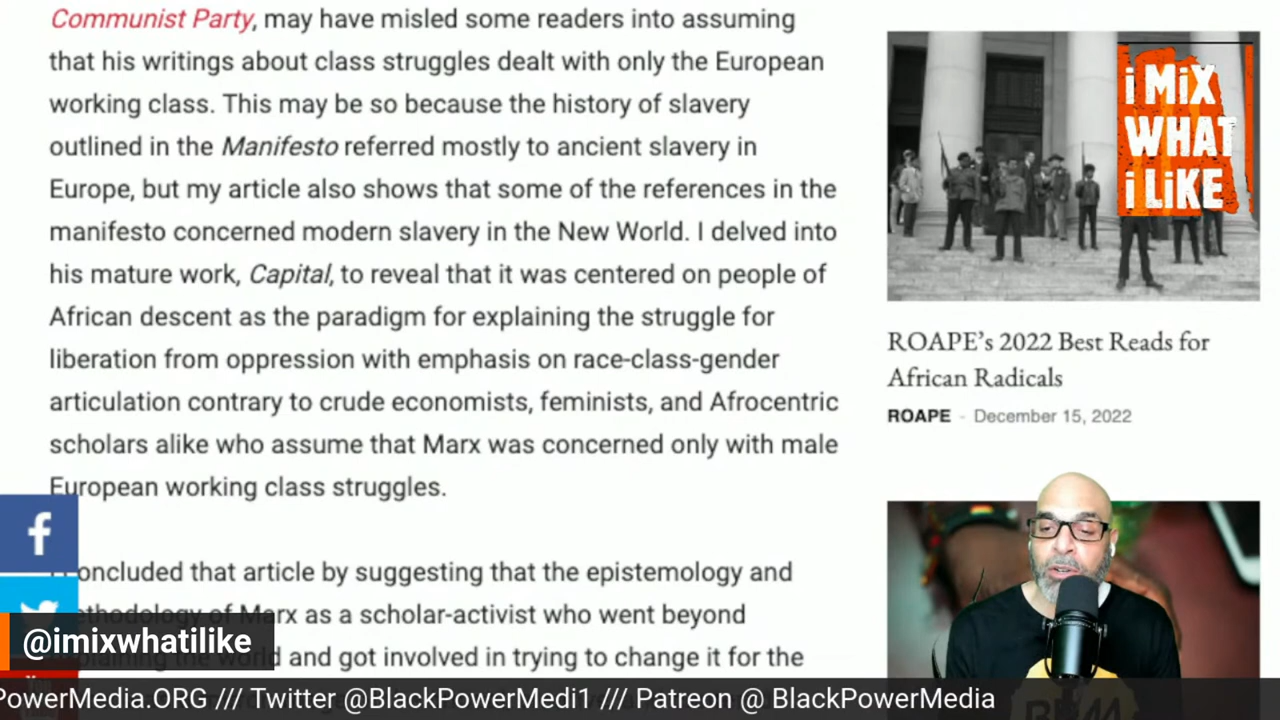 Communist Party, may have misled some readers into assuming
that his writings about class struggles dealt with only the European
working class. This may be so because the history of slavery
outlined in the Manifesto referred mostly to ancient slavery in
Europe, but my article also shows that some of the references in the
manifesto concerned modern slavery in the New World. I delved into
his mature work, Capital, to reveal that it was centered on people of
African descent as the paradigm for explaining the struggle for
liberation from oppression with emphasis on race-class-gender
articulation contrary to crude economists, feminists, and Afrocentric
scholars alike who assume that Marx was concerned only with male
European working class struggles.
I concluded that article by suggesting that the epistemology and
methodology of Marx as a scholar-activist who went beyond
explaining the world and got involved in trying to change it for the
i MiX
WHAT
i LiKE
ROAPE's 2022 Best Reads for
African Radicals
ROAPE - December 15, 2022
@imixwhatilike
PowerMedia.ORG /// Twitter @BlackPowerMedi1 /// Patreon @ BlackPowerMedia